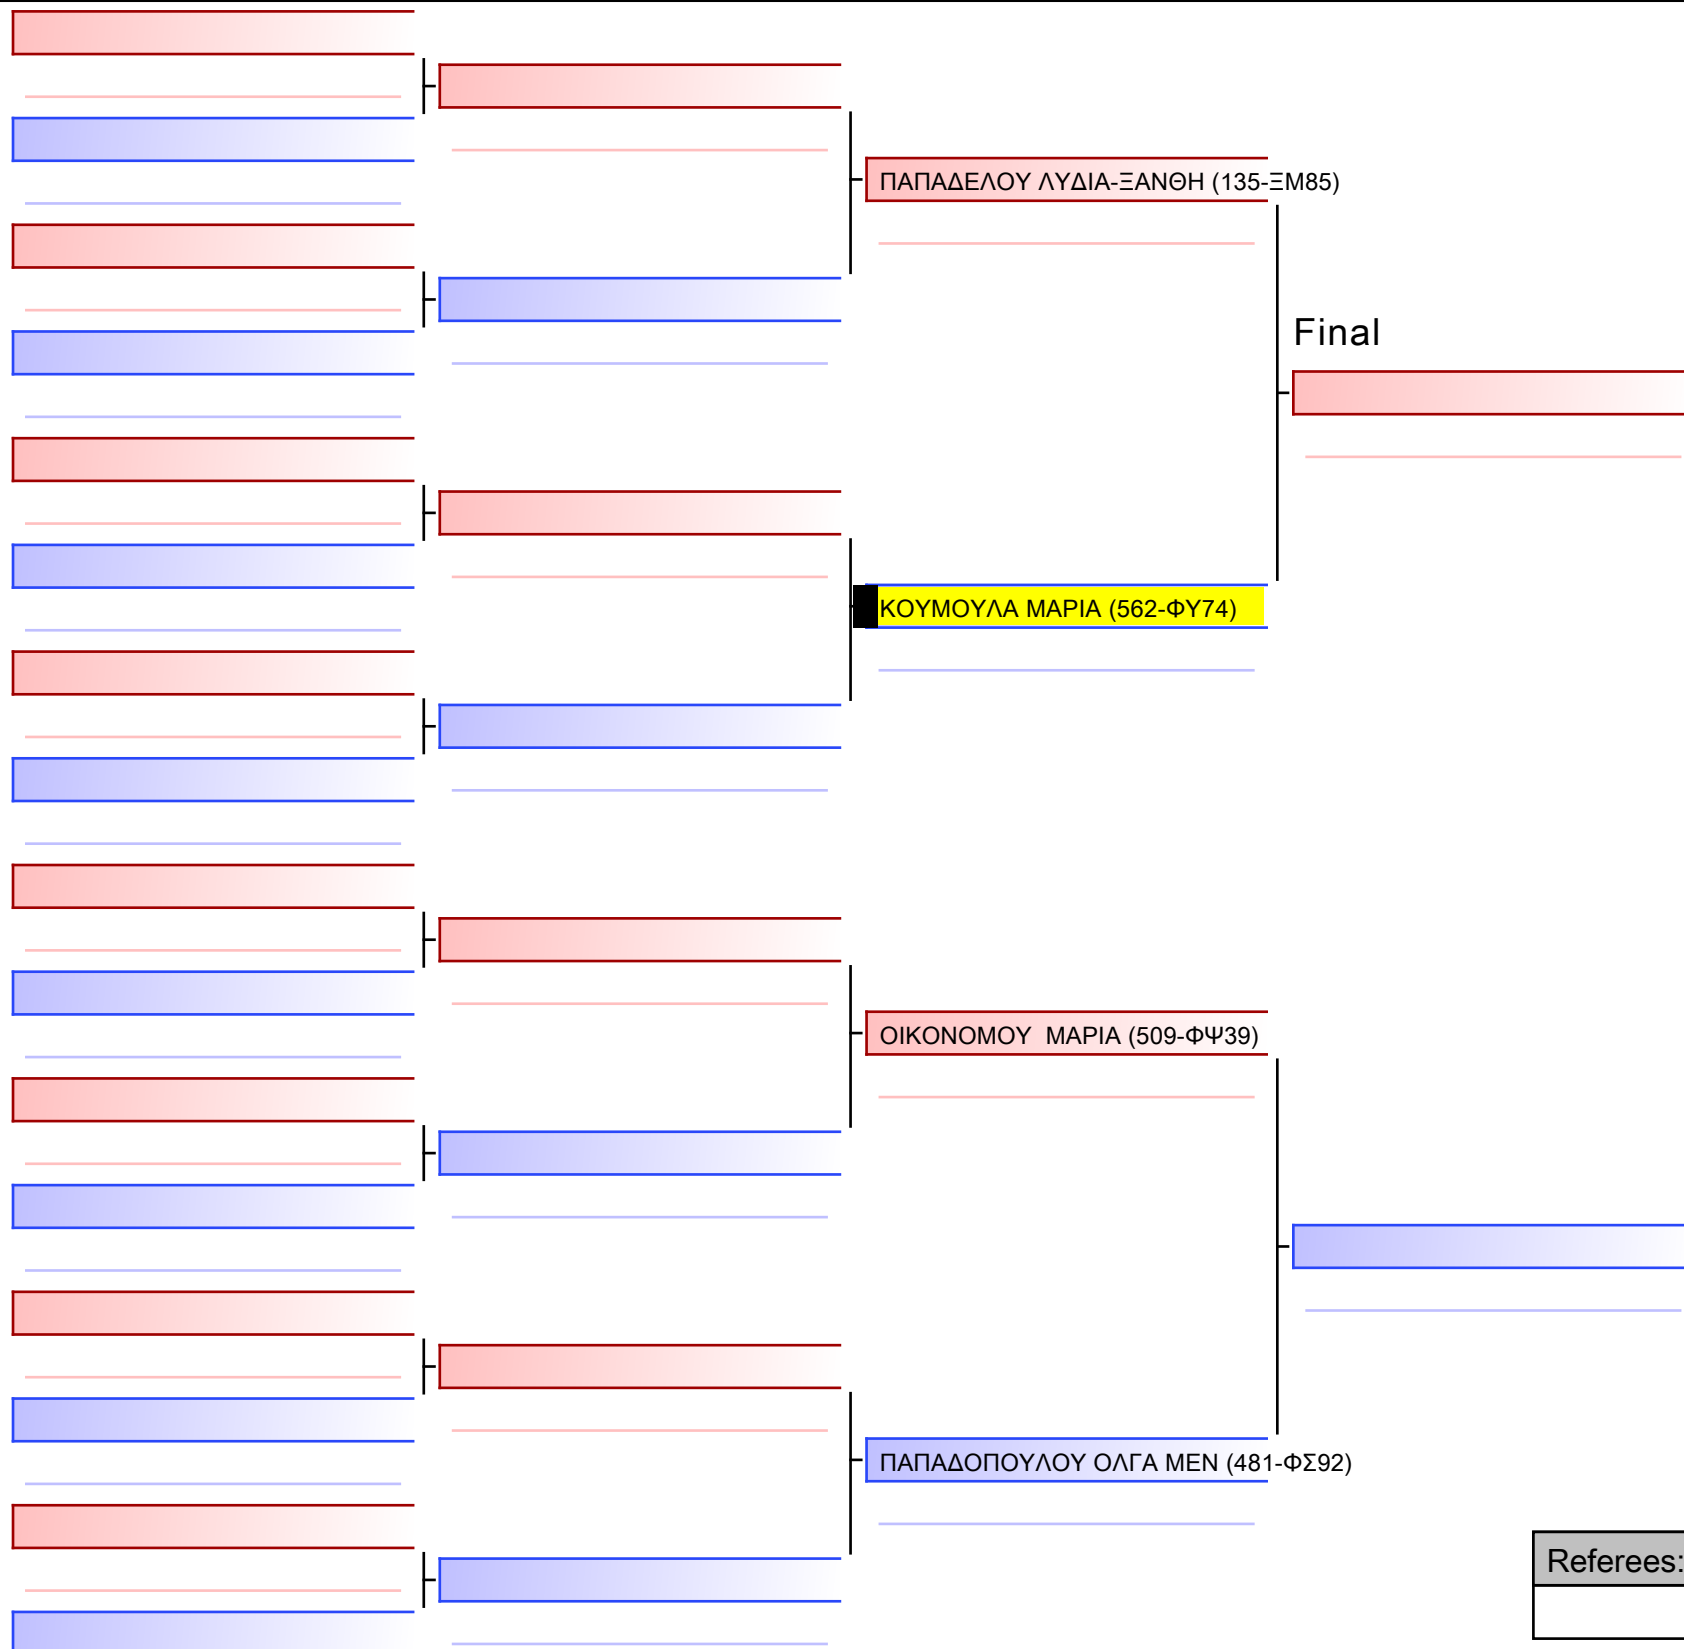 ΠΑΠΑΔΕΛΟΥ ΛΥΔΙΑ-ΞΑΝΘΗ (135-ΞΜ85)
Final
ΚΟΥΜΟΥΛΑ ΜΑΡΙΑ (562-ΦΥ74)
ΟΙΚΟΝΟΜΟΥ  ΜΑΡΙΑ (509-ΦΨ39)
ΠΑΠΑΔΟΠΟΥΛΟΥ ΟΛΓΑ ΜΕΝ (481-ΦΣ92)
Referees: